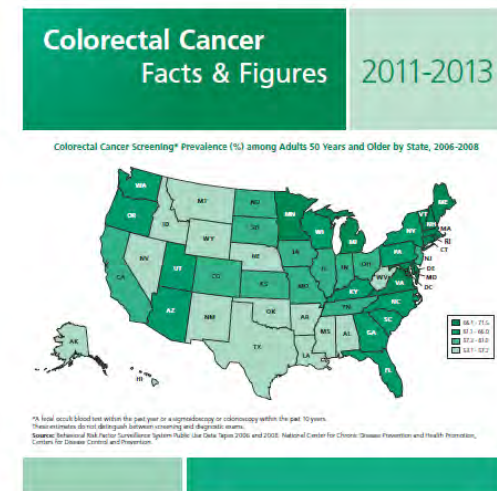 Colorectal Cancer
Facts & Figures 2011-2013
Colorectal Cancer Screening* Prevalence (%) among Adults 50 Years and Older by State, 2006-2008
WA
MT
ND
MN
ME
OR
ID
SD
WI
MI
VT
NH
MA
NY
RI
CT
WY
IA
PA
NJ
NV
NE
IL
IN
OH
DE
UT
CO
WV
MD
CA
KS
MO
KY
VA
DC
NC
TN
AZ
NM
OK
AR
SC
MS
AL
GA
TX
LA
AK
FL
HI
*A fecal occult blood test within the past year or a sigmoidoscopy or colonoscopy within the past 10 years.
These estimates do not distinguish between screening and diagnostic exams.
Source: Behavioral Risk Factor Surveillance System Public Use Data Tapes 2006 and 2008. National Center for Chronic Disease Prevention and Health Promotion,
Centers for Disease Control and Prevention.